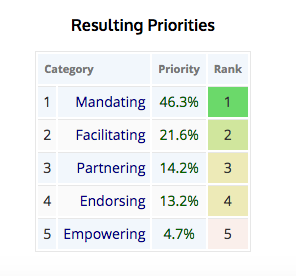 Resulting Priorities
Category Priority Rank
1 Mandating 46.3% 1
2 Facilitating 21.6% 2
3 Partnering 14.2% 3
4 Endorsing 13.2% 4
5 Empowering 4.7% 5